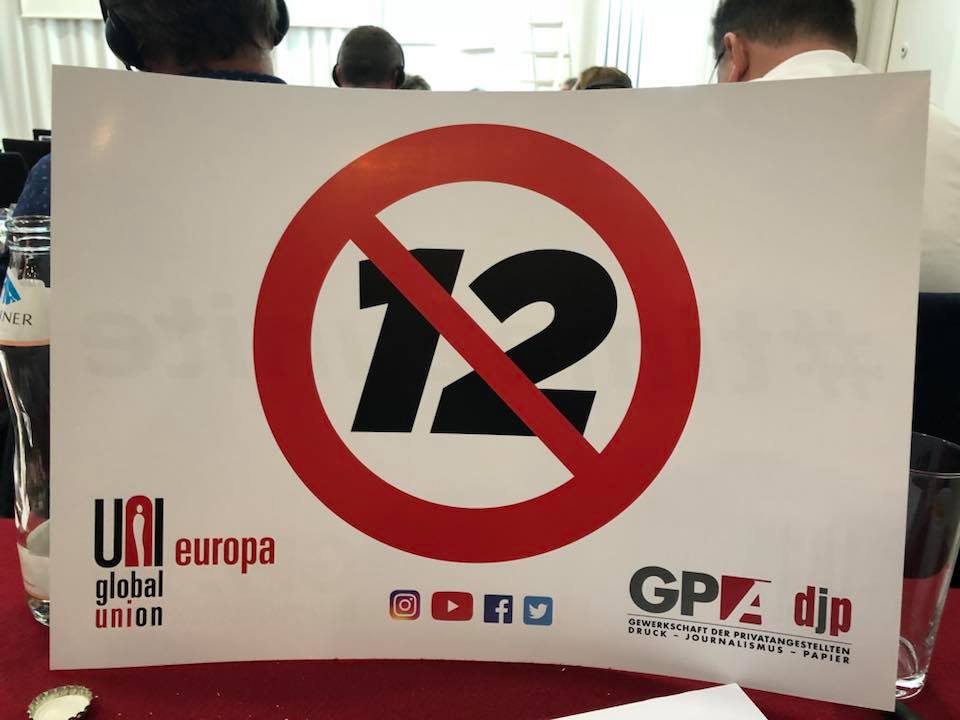 12
UNI europa
global
union
GPA djp
GEWERKSCHAFT DER PRIVATANGESTELLTEN
DRUCK – JOURNALISMUS – PAPIER